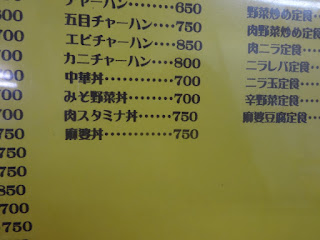 チャーハン………650
五目チャーハン…750
エビチャーハン…850
カニチャーハン…800
中華丼……………700
みそ野菜丼………700
肉スタミナ丼……750
麻婆丼……………750
600
700
700
700
700
750
750
850
700
700
750
野菜炒め定食…
肉野菜炒め定食
肉ニラ定食…
ニラレバ定食…
ニラ玉定食…
辛野菜定食…
麻婆豆腐定食…